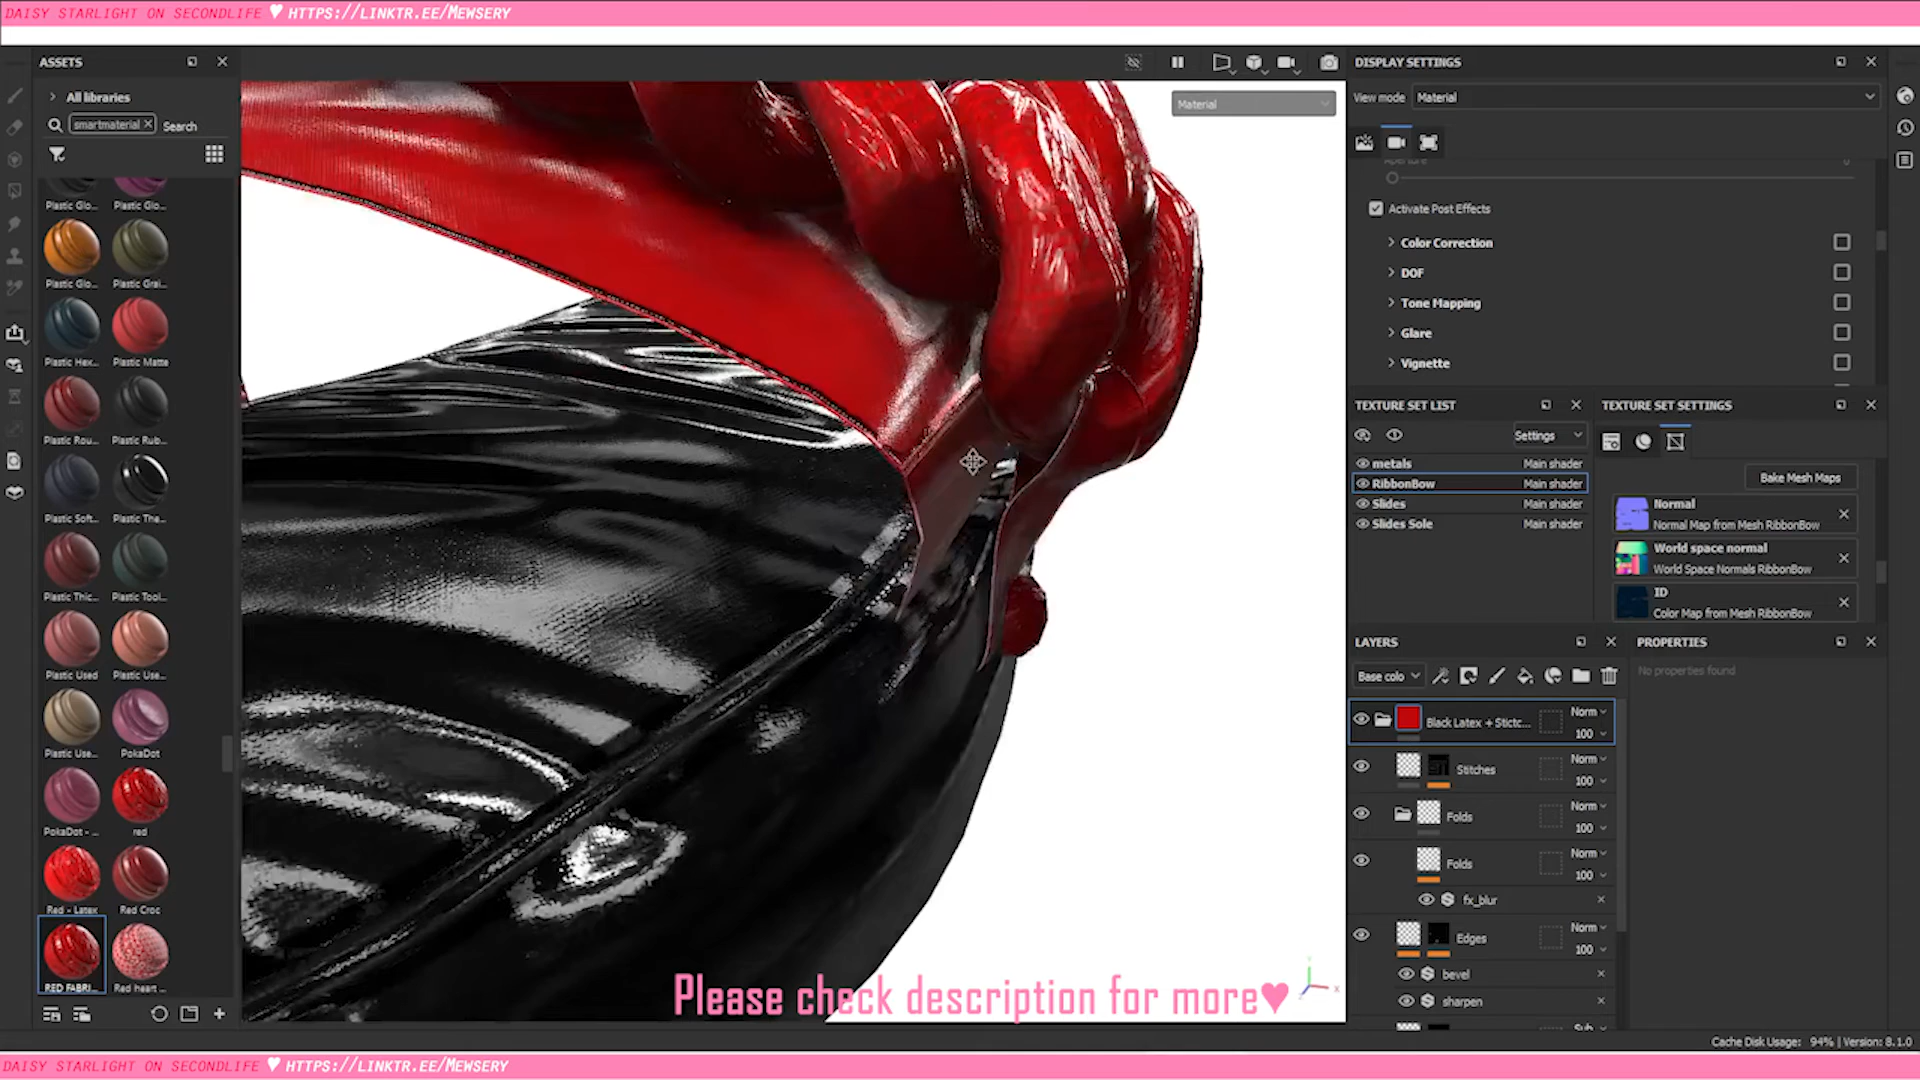 DAISY STARLIGHT ON SECONDLIFE ♥ HTTPS://LINKTR.EE/MEWSERY
ASSETS
All libraries
smartmaterial
Search
Plastic Glo...
Plastic Glo...
Plastic Glo...
Plastic Grai...
Plastic Hex...
Plastic Matte
Plastic Rou...
Plastic Rub...
Plastic Soft...
Plastic The...
Plastic Thic...
Plastic Tool...
Plastic Used
Plastic Use...
Plastic Use...
PokaDot
PokaDot - ...
red
Red - Latex
Red Croc
RED FABRI...
Red heart ...
Material
Please check description for more♥
DISPLAY SETTINGS
View mode
Material
Aperture
Activate Post Effects
Color Correction
DOF
Tone Mapping
Glare
Vignette
TEXTURE SET LIST
Settings
metals Main shader
RibbonBow Main shader
Slides Main shader
Slides Sole Main shader
TEXTURE SET SETTINGS
Bake Mesh Maps
Normal
Normal Map from Mesh RibbonBow
World space normal
World Space Normals RibbonBow
ID
Color Map from Mesh RibbonBow
LAYERS
Base colo
Black Latex + Stictc...
Norm
100
Stitches
Norm
100
Folds
Norm
100
Folds
Norm
100
fx_blur
Edges
Norm
100
bevel
sharpen
Sub
PROPERTIES
No properties found
Cache Disk Usage: 94% | Version: 8.1.0
DAISY STARLIGHT ON SECONDLIFE ♥ HTTPS://LINKTR.EE/MEWSERY